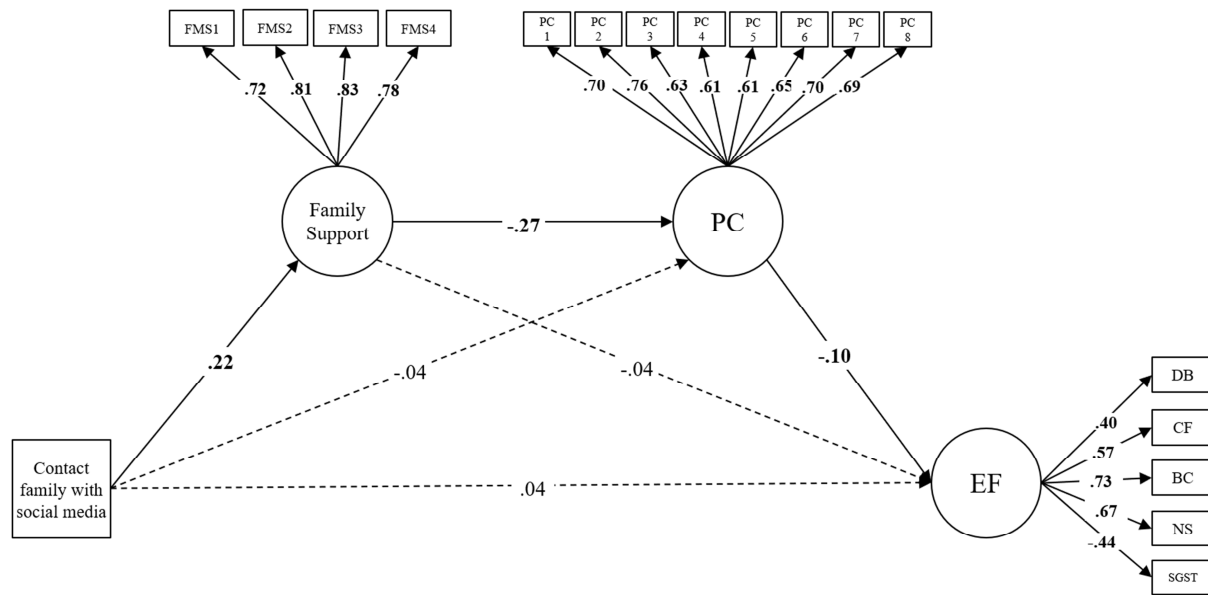 FMS1
FMS2
FMS3
FMS4
PC
1
PC
2
PC
3
PC
4
PC
5
PC
6
PC
7
PC
8
.72
.81
.83
.78
.70
.76
.63
.61
.61
.65
.70
.69
Family
Support
-.27
PC
.22
-.04
-.04
-.10
Contact
family with
social media
.04
EF
.40
.57
.73
.67
-.44
DB
CF
BC
NS
SGST